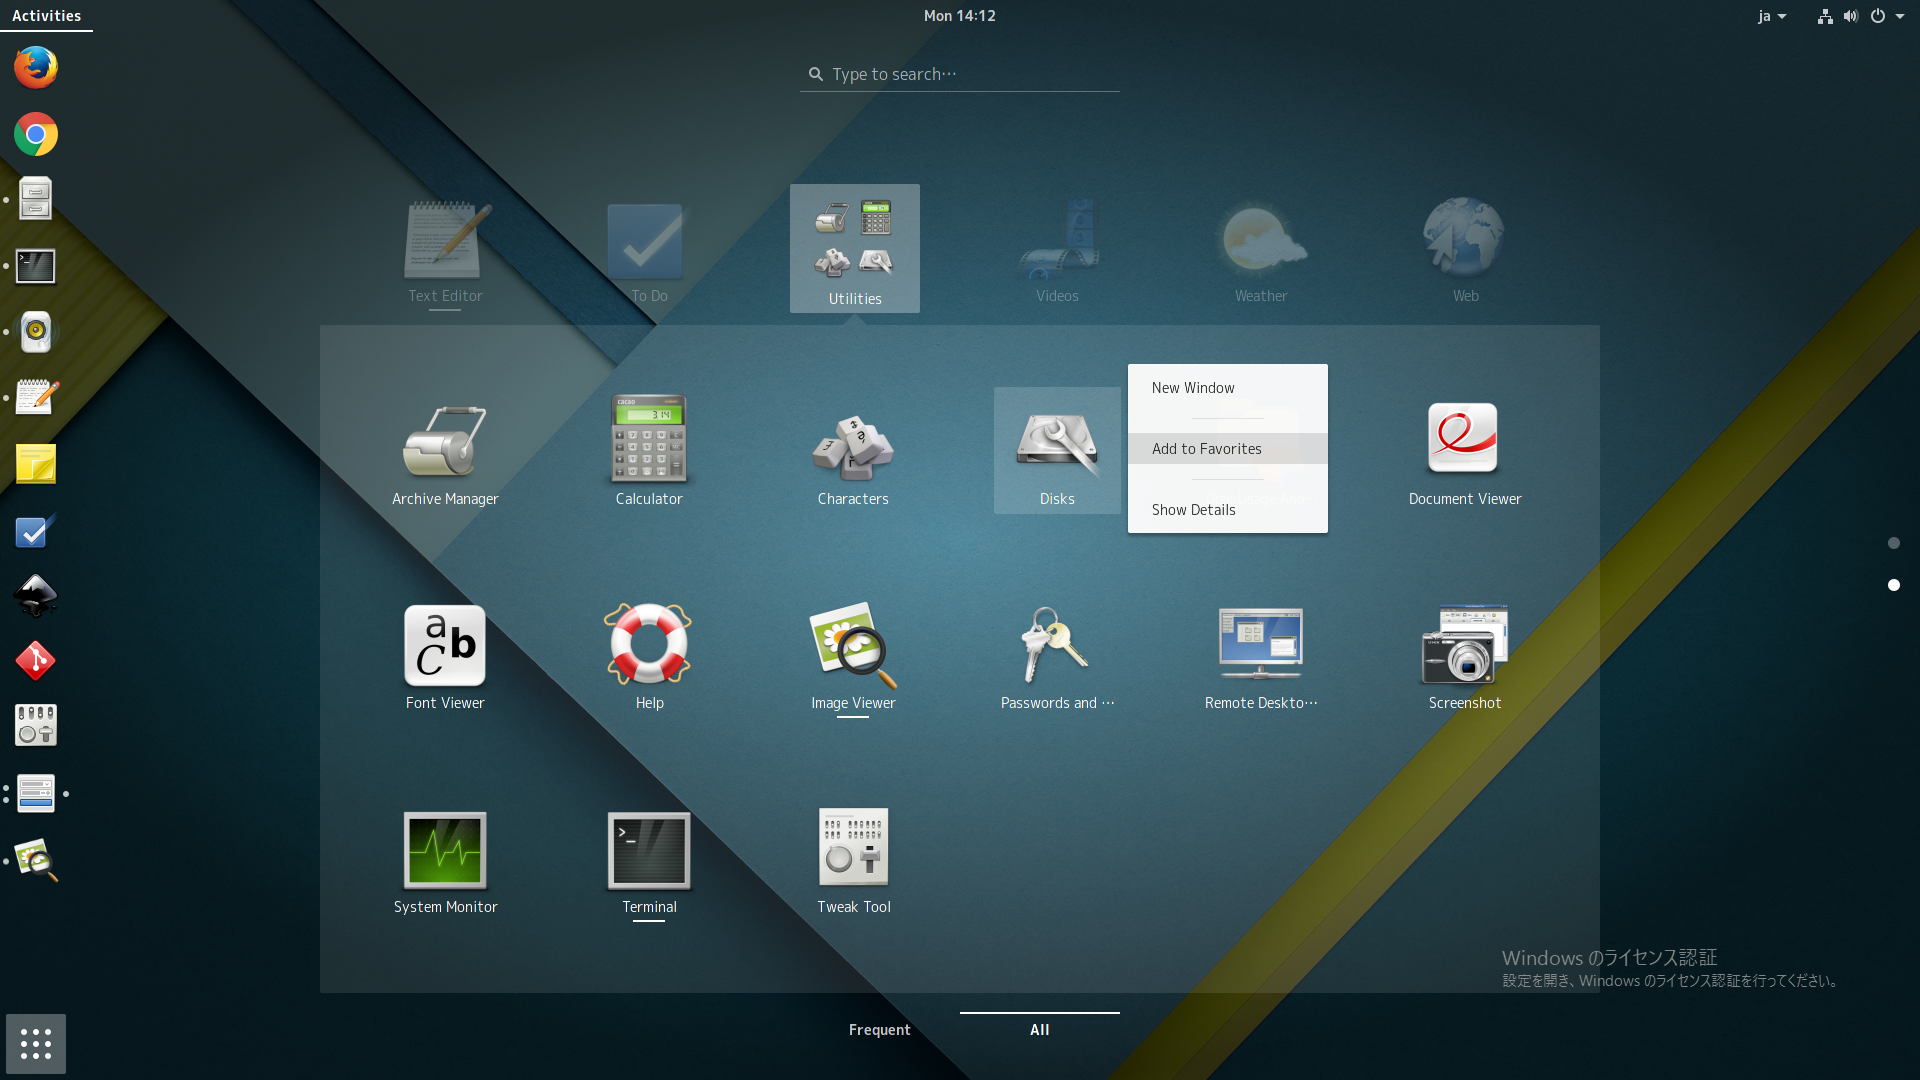 Activities
Mon 14:12
ja
Type to search…
Text Editor
To Do
Utilities
Videos
Weather
Web
New Window
Add to Favorites
Show Details
Archive Manager
Calculator
Characters
Disks
Document Viewer
Font Viewer
Help
Image Viewer
Passwords and …
Remote Deskto…
Screenshot
System Monitor
Terminal
Tweak Tool
Windows のライセンス認証
設定を開き、Windows のライセンス認証を行ってください。
Frequent
All